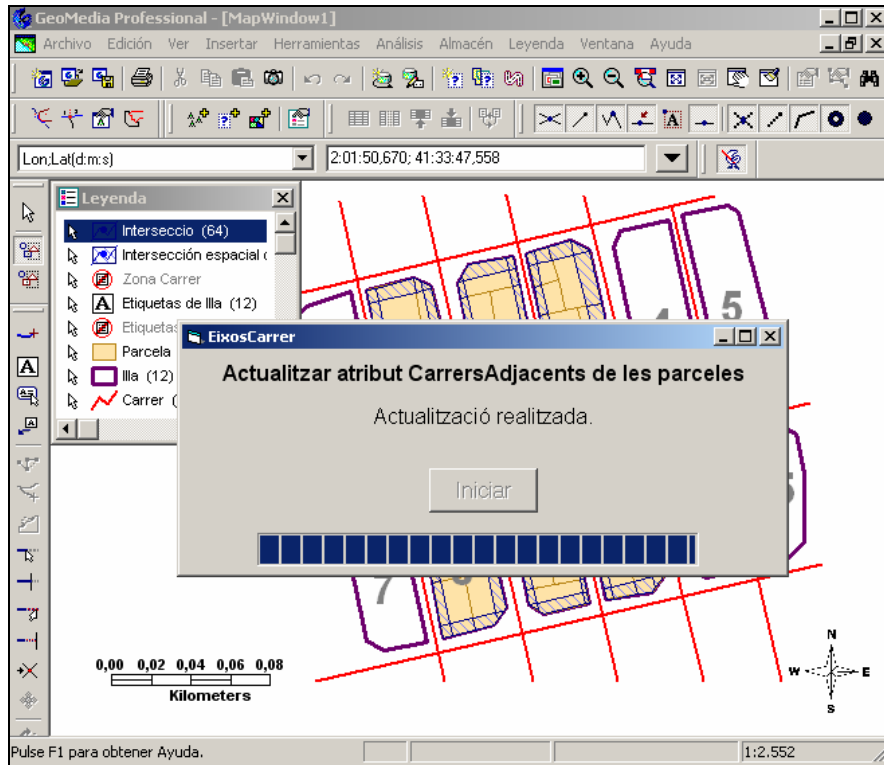 GeoMedia Professional - [MapWindow1]
Archivo Edición Ver Insertar Herramientas Análisis Almacén Leyenda Ventana Ayuda
Lon;Lat(d:m:s) 2:01:50,670; 41:33:47,558
Leyenda
Interseccio (64)
Intersección espacial
Zona Carrer
A Etiquetas de Illa (12)
Etiquetas
Parcela
Illa (12)
Carrer (
5
EixosCarrer
Actualitzar atribut CarrersAdjacents de les parceles
Actualització realitzada.
Iniciar
7
0,00 0,02 0,04 0,06 0,08
Kilometers
N
W E
S
Pulse F1 para obtener Ayuda.
1:2.552